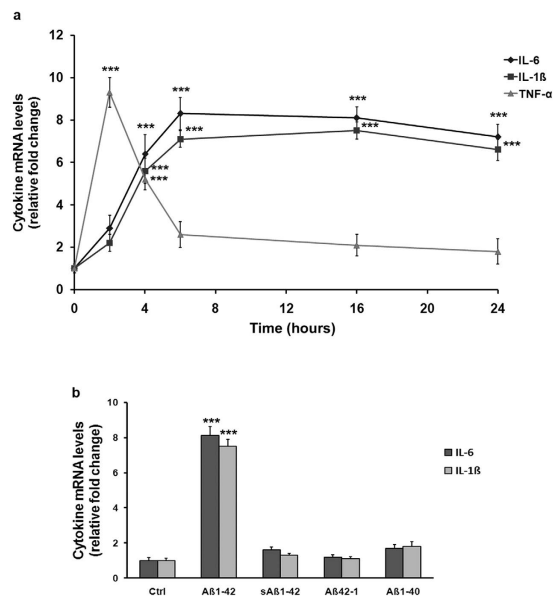 a
IL-6
IL-1ß
TNF-α
Cytokine mRNA levels
(relative fold change)
12
10
8
6
4
2
0
***
***
***
***
***
***
***
***
***
***
0
4
8
12
16
20
24
Time (hours)
b
Cytokine mRNA levels
(relative fold change)
10
8
6
4
2
0
***
***
IL-6
IL-1ß
Ctrl
Aß1-42
sAß1-42
Aß42-1
Aß1-40